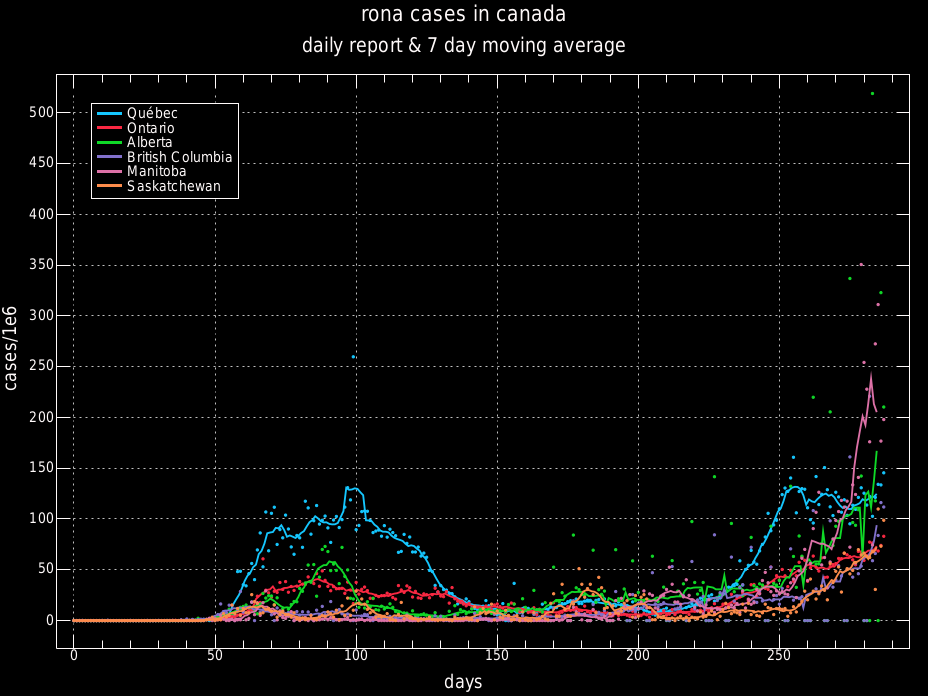 rona cases in canada
daily report & 7 day moving average
cases/1e6
500
450
400
350
300
250
200
150
100
50
0
Québec
Ontario
Alberta
British Columbia
Manitoba
Saskatchewan
0 50 100 150 200 250
days